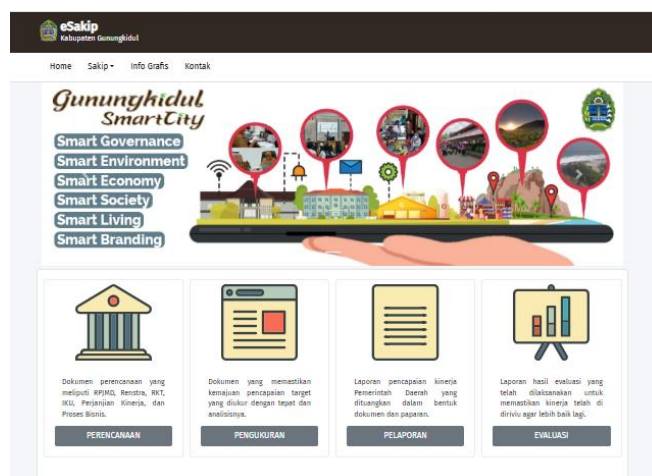 eSakip
Kabupaten Gunungkidul
Home Sakip Info Grafis Kontak
Gunungkidul
SmartCity
Smart Governance
Smart Environment
Smart Economy
Smart Society
Smart Living
Smart Branding
Dokumen perencanaan yang
meliputi RPJMD, Renstra, RKT,
IKU, Perjanjian Kinerja, dan
Proses Bisnis.
PERENCANAAN
Dokumen yang memastikan
kemajuan pencapaian target
yang diukur dengan tepat dan
analisisnya.
PENGUKURAN
Laporan pencapaian kinerja
Pemerintah Daerah yang
dituangkan dalam bentuk
dokumen dan paparan.
PELAPORAN
Laporan hasil evaluasi yang
telah dilaksanakan untuk
memastikan kinerja telah di
diriviu agar lebih baik lagi.
EVALUASI